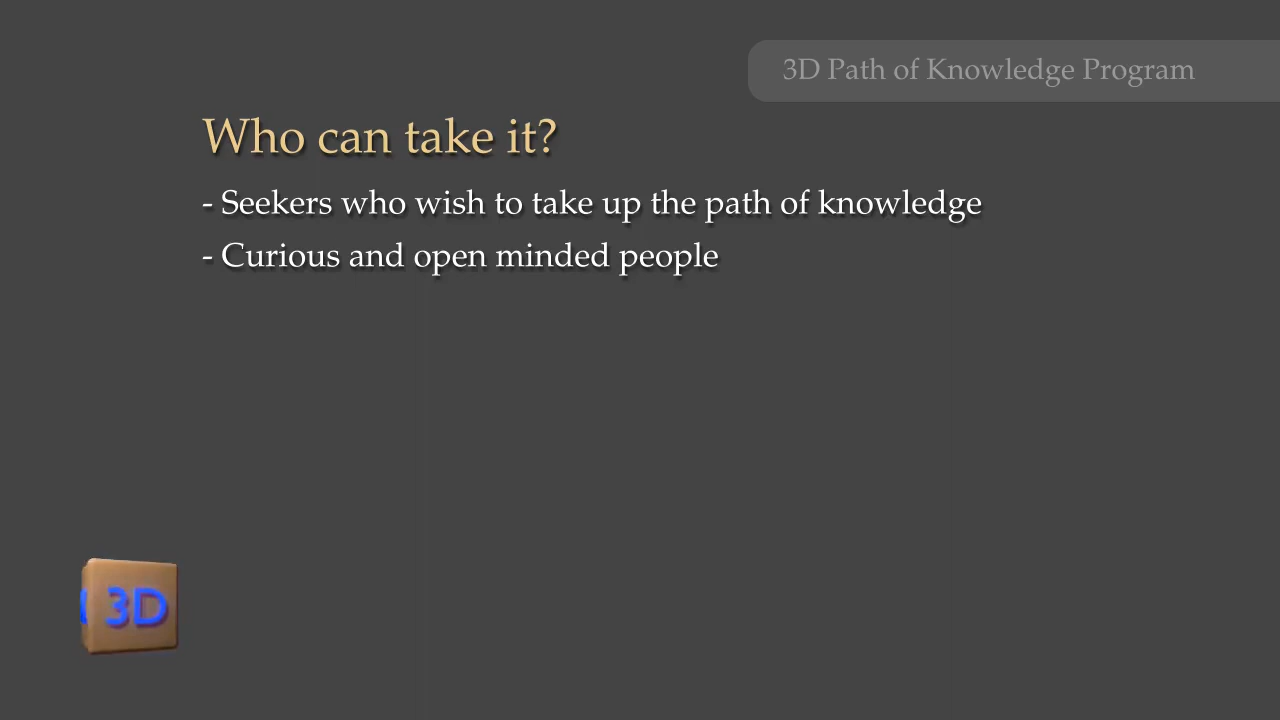 3D Path of Knowledge Program
Who can take it?
- Seekers who wish to take up the path of knowledge
- Curious and open minded people
3D